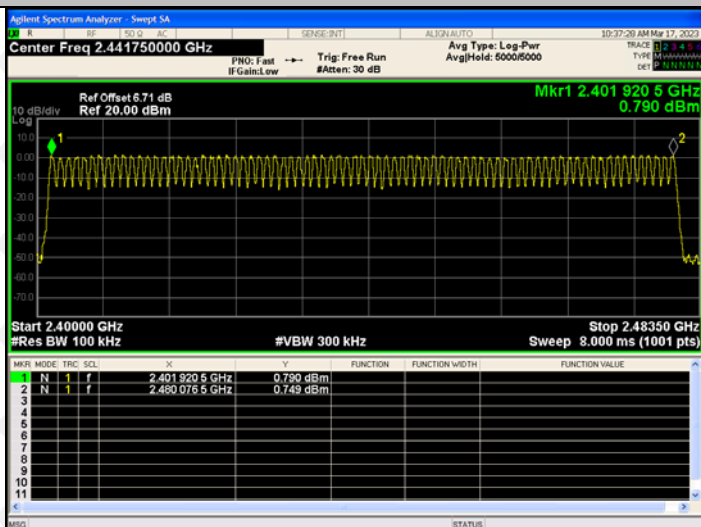 Agilent Spectrum Analyzer - Swept SA
R RF 50 Ω AC SENSE:INT ALIGN AUTO 10:37:28 AM Mar 17, 2023
Center Freq 2.441750000 GHz
PNO: Fast
IFGain:Low
Trig: Free Run
#Atten: 30 dB
Avg Type: Log-Pwr
Avg|Hold: 5000/5000
TRACE 1 2 3 4 5 6
TYPE M
DET P N N N N N
Ref Offset 6.71 dB
Ref 20.00 dBm
10 dB/div
Log
Mkr1 2.401 920 5 GHz
0.790 dBm
10.0
0.00
-10.0
-20.0
-30.0
-40.0
-50.0
-60.0
-70.0
1
2
Start 2.40000 GHz
Stop 2.48350 GHz
#Res BW 100 kHz
#VBW 300 kHz
Sweep 8.000 ms (1001 pts)
MKR MODE TRC SCL X Y FUNCTION FUNCTION WIDTH FUNCTION VALUE
1 N 1 f 2.401 920 5 GHz 0.790 dBm
2 N 1 f 2.480 076 5 GHz 0.749 dBm
3
4
5
6
7
8
9
10
11
MSG STATUS